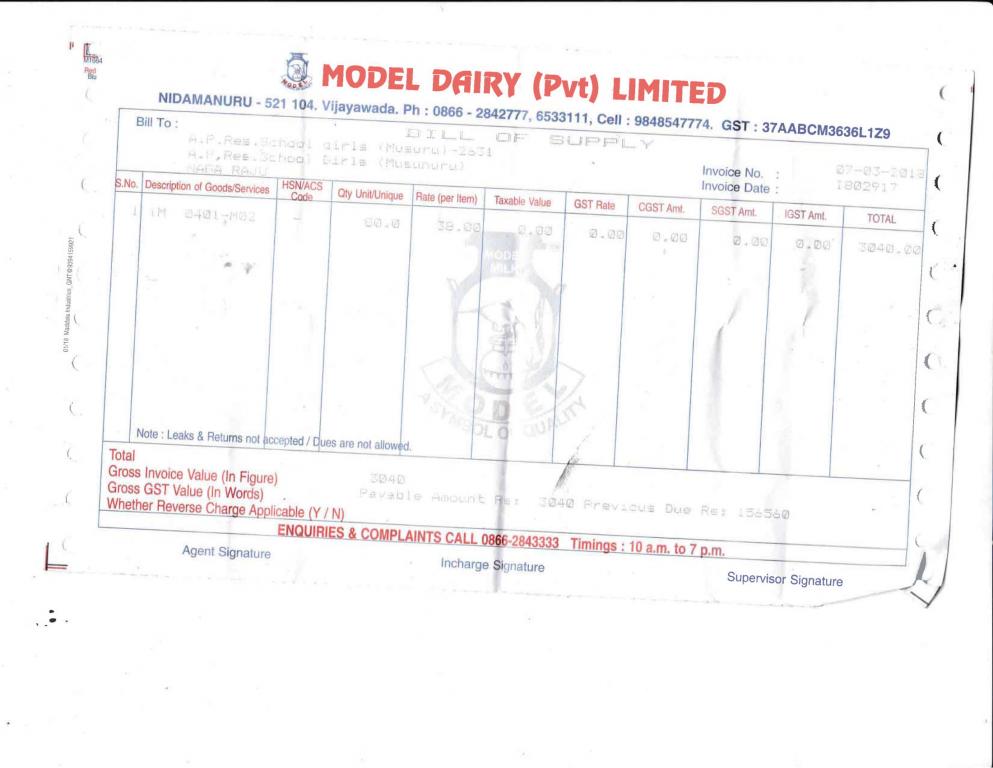 MODEL DAIRY (Pvt) LIMITED
NIDAMANURU - 521 104. Vijayawada. Ph : 0866 - 2842777, 6533111, Cell : 9848547774. GST : 37AABCM3636L1Z9
BILL OF SUPPLY
Bill To :
A.P.Res.School girls (Musuru)-2631
A.P,Res.School Girls (Musunuru)
NAGA RAJU
Invoice No. : 07-03-2018
Invoice Date : I802917
S.No. Description of Goods/Services HSN/ACS Code Qty Unit/Unique Rate (per Item) Taxable Value GST Rate CGST Amt. SGST Amt. IGST Amt. TOTAL
1 TM 0401-M02 80.0 38.00 0.00 0.00 0.00 0.00 0.00 3040.00
MODEL MILK
MODEL
A SYMBOL OF QUALITY
Note : Leaks & Returns not accepted / Dues are not allowed.
Total
Gross Invoice Value (In Figure) 3040
Gross GST Value (In Words) Payable Amount Rs: 3040 Previous Due Rs: 156560
Whether Reverse Charge Applicable (Y / N)
ENQUIRIES & COMPLAINTS CALL 0866-2843333 Timings : 10 a.m. to 7 p.m.
Agent Signature
Incharge Signature
Supervisor Signature